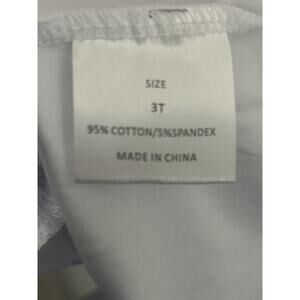 SIZE
3T
95% COTTON/5%SPANDEX
MADE IN CHINA